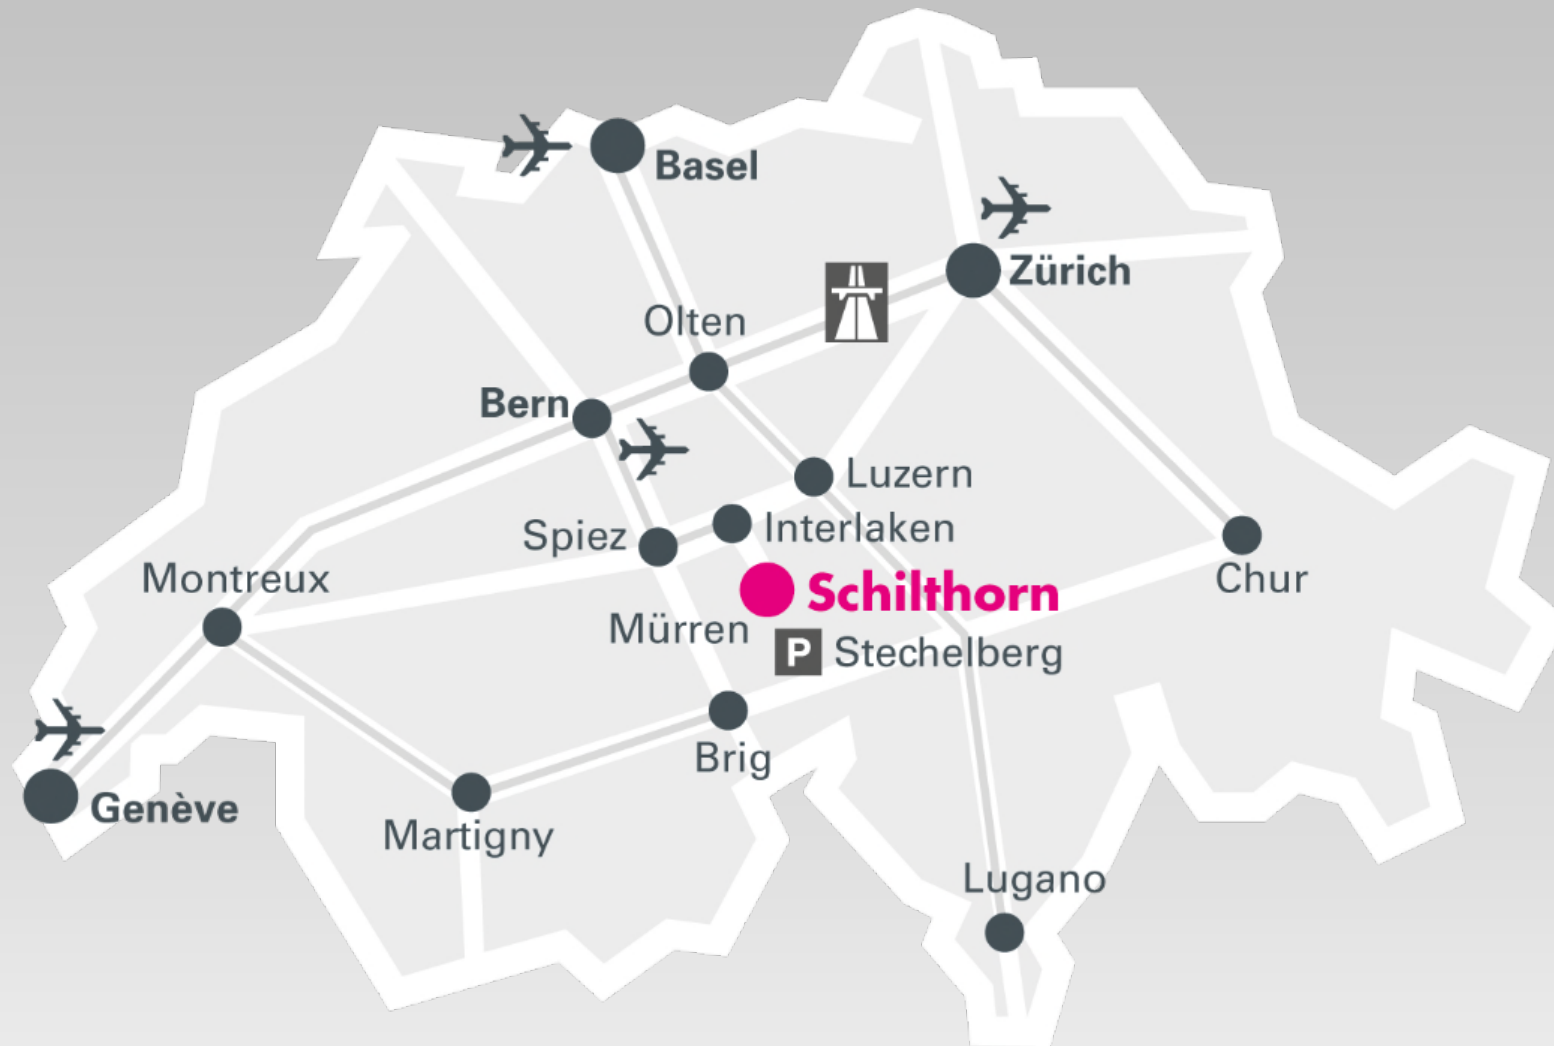 Basel
Zürich
Olten
Bern
Luzern
Interlaken
Spiez
Montreux
Chur
Schilthorn
Mürren
P
Stechelberg
Brig
Genève
Martigny
Lugano